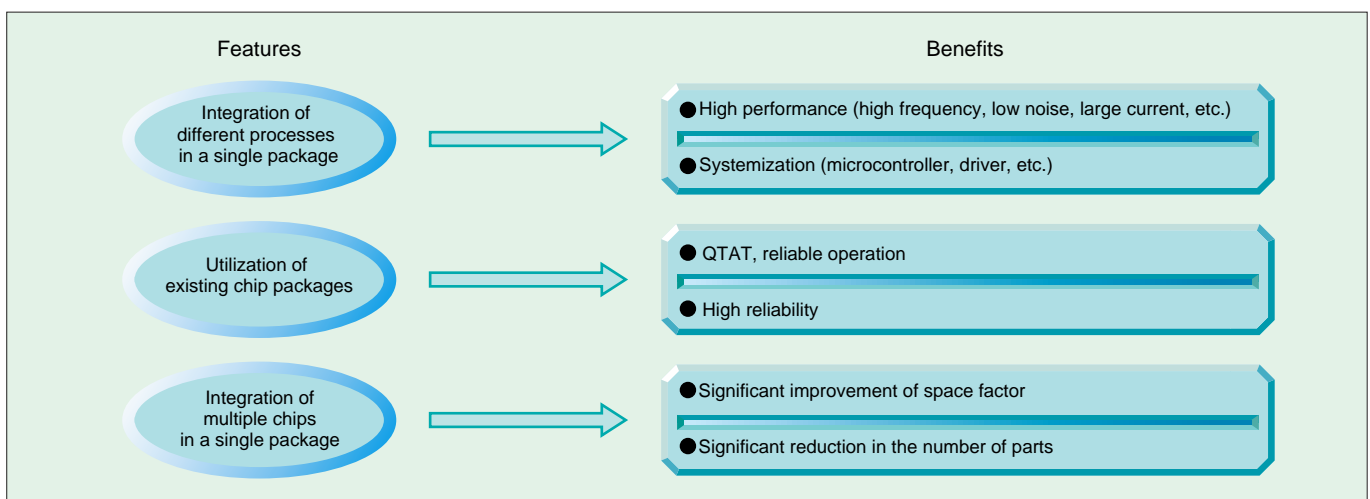 Features
Benefits
Integration of
different processes
in a single package
● High performance (high frequency, low noise, large current, etc.)
● Systemization (microcontroller, driver, etc.)
Utilization of
existing chip packages
● QTAT, reliable operation
● High reliability
Integration of
multiple chips
in a single package
● Significant improvement of space factor
● Significant reduction in the number of parts